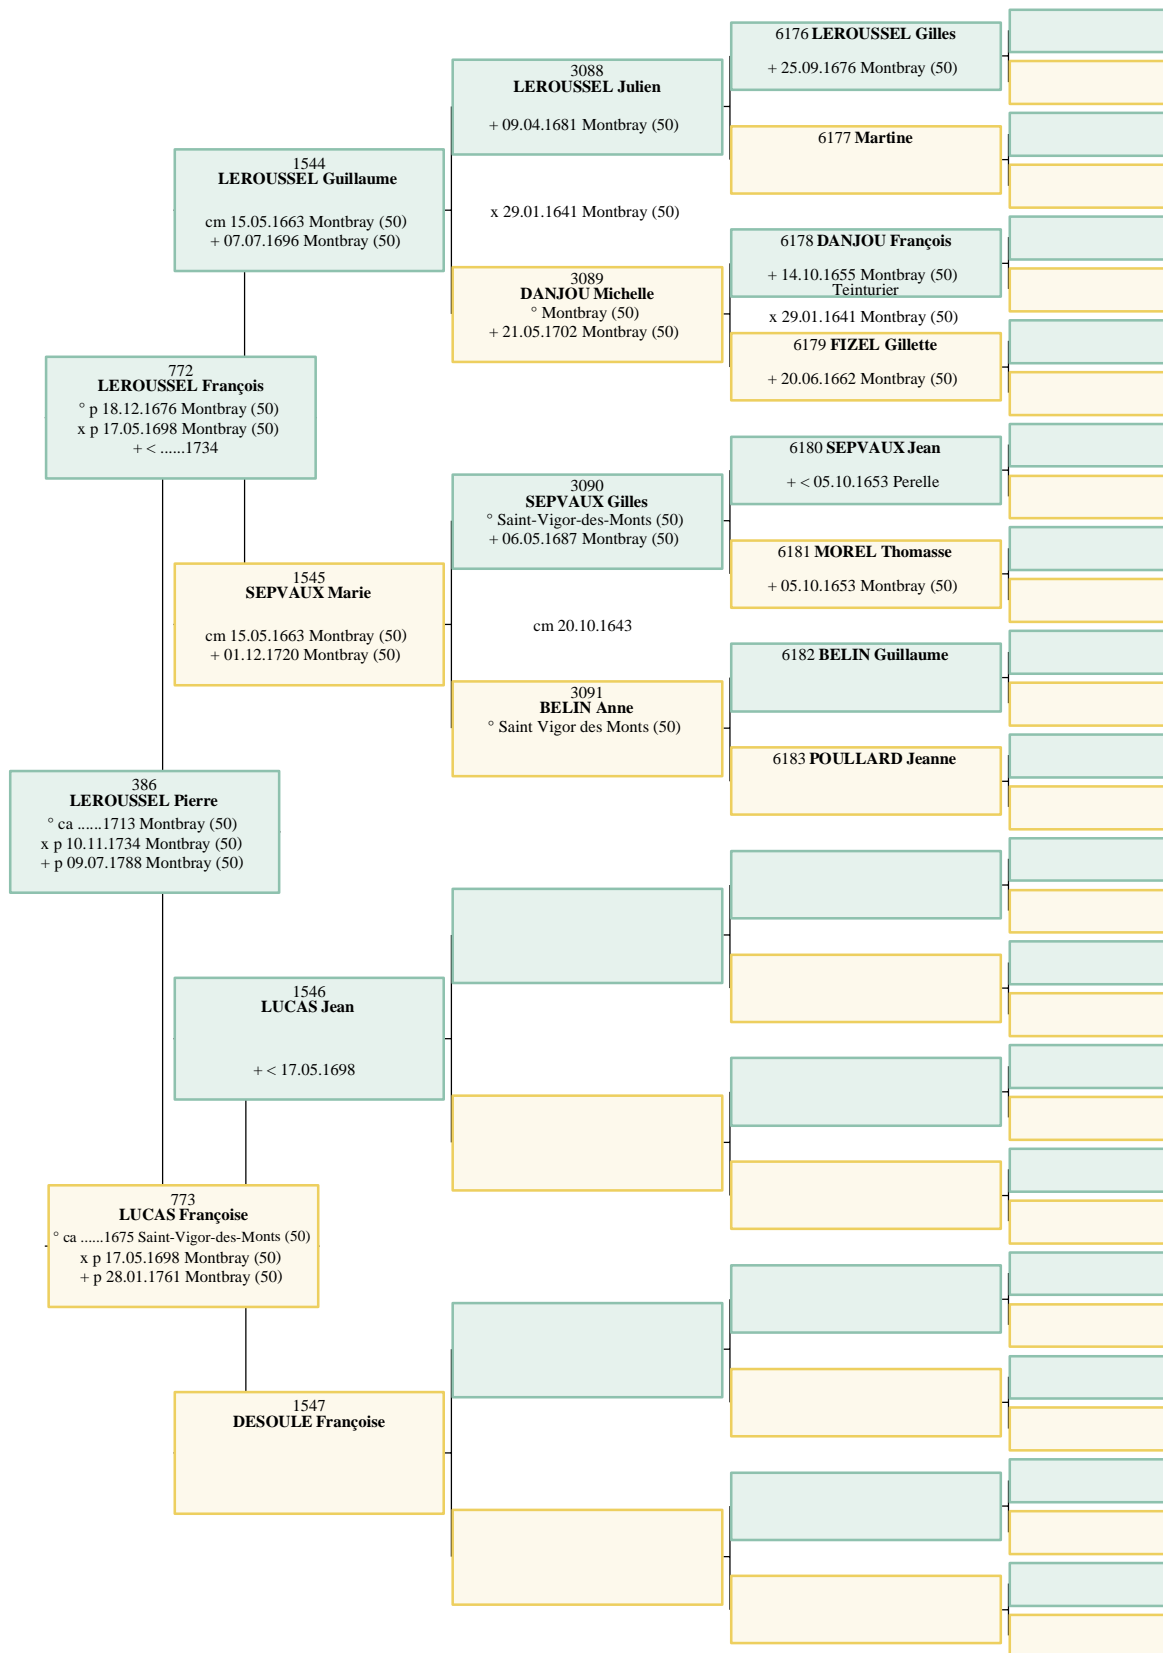 6176 LEROUSSEL Gilles
+ 25.09.1676 Montbray (50)
3088
LEROUSSEL Julien
+ 09.04.1681 Montbray (50)
6177 Martine
1544
LEROUSSEL Guillaume
cm 15.05.1663 Montbray (50)
+ 07.07.1696 Montbray (50)
x 29.01.1641 Montbray (50)
6178 DANJOU François
+ 14.10.1655 Montbray (50)
Teinturier
3089
DANJOU Michelle
° Montbray (50)
+ 21.05.1702 Montbray (50)
x 29.01.1641 Montbray (50)
6179 FIZEL Gillette
+ 20.06.1662 Montbray (50)
772
LEROUSSEL François
° p 18.12.1676 Montbray (50)
x p 17.05.1698 Montbray (50)
+ < ......1734
6180 SEPVAUX Jean
+ < 05.10.1653 Perelle
3090
SEPVAUX Gilles
° Saint-Vigor-des-Monts (50)
+ 06.05.1687 Montbray (50)
6181 MOREL Thomasse
+ 05.10.1653 Montbray (50)
1545
SEPVAUX Marie
cm 15.05.1663 Montbray (50)
+ 01.12.1720 Montbray (50)
cm 20.10.1643
6182 BELIN Guillaume
3091
BELIN Anne
° Saint Vigor des Monts (50)
6183 POULLARD Jeanne
386
LEROUSSEL Pierre
° ca ......1713 Montbray (50)
x p 10.11.1734 Montbray (50)
+ p 09.07.1788 Montbray (50)
1546
LUCAS Jean
+ < 17.05.1698
773
LUCAS Françoise
° ca ......1675 Saint-Vigor-des-Monts (50)
x p 17.05.1698 Montbray (50)
+ p 28.01.1761 Montbray (50)
1547
DESOULE Françoise